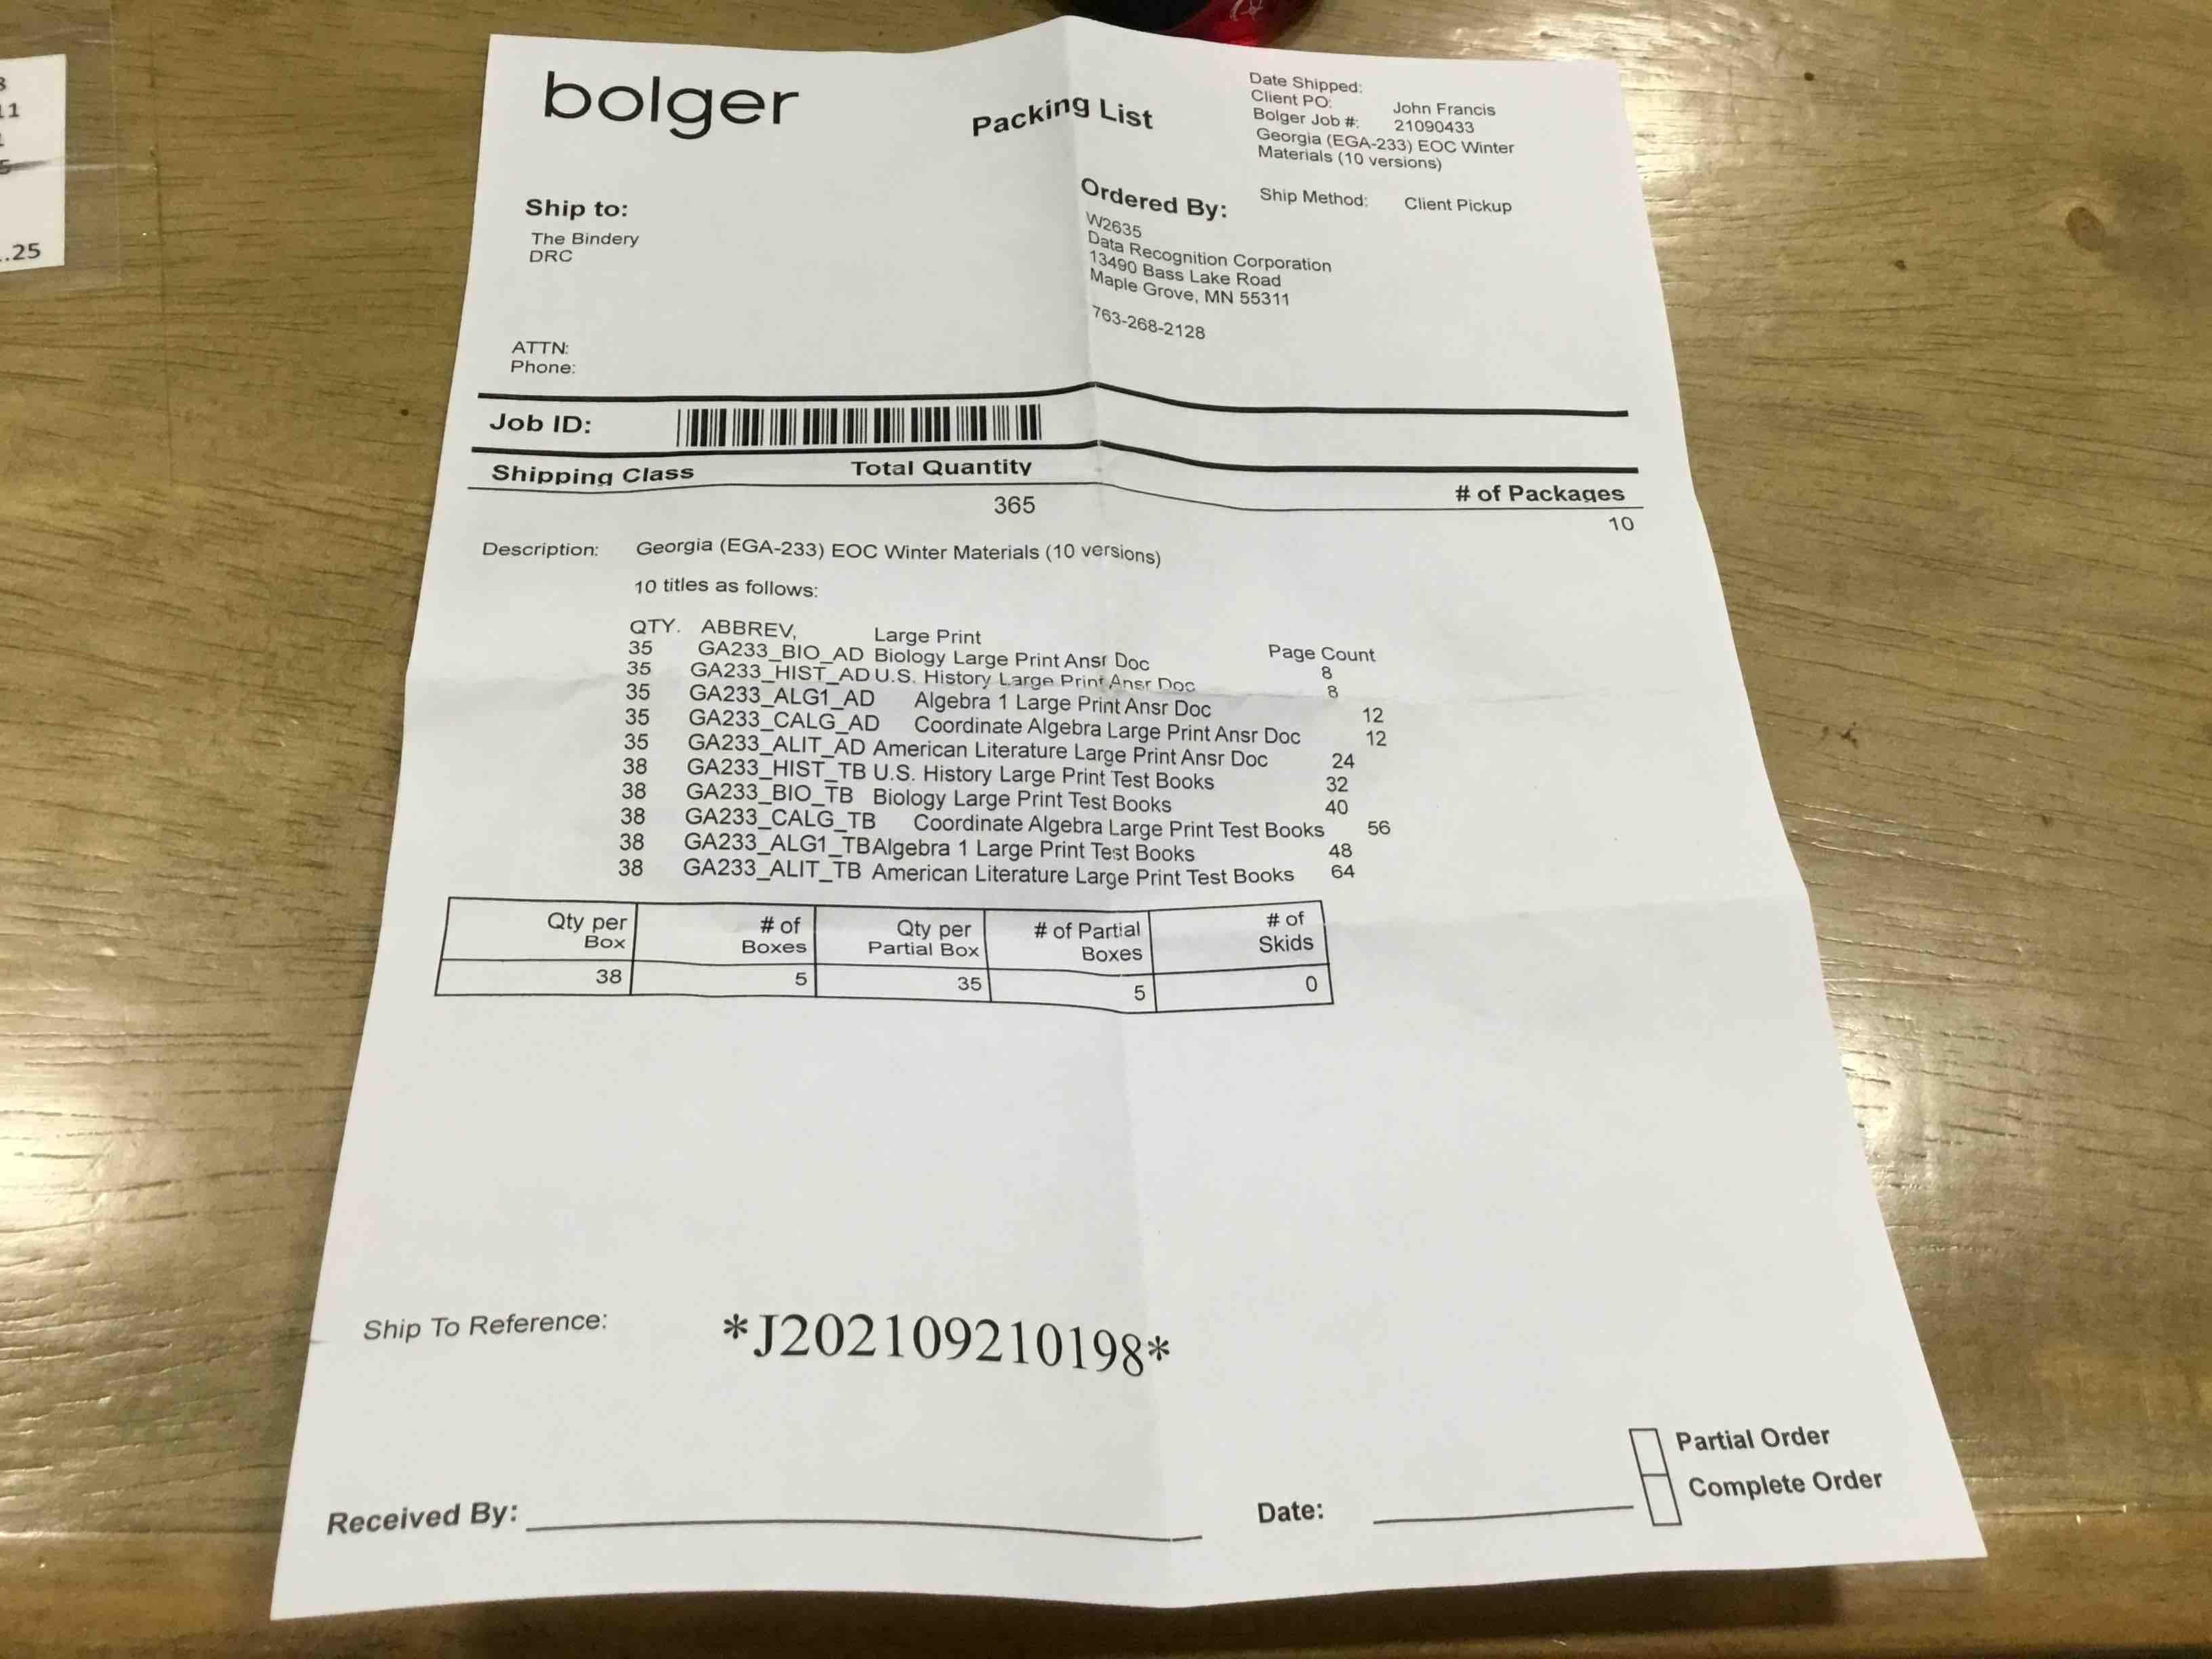 bolger
Packing List
Date Shipped:
Client PO: John Francis
Bolger Job #: 21090433
Georgia (EGA-233) EOC Winter
Materials (10 versions)
Ship Method: Client Pickup
Ship to:
The Bindery
DRC
Ordered By:
W2635
Data Recognition Corporation
13490 Bass Lake Road
Maple Grove, MN 55311
763-268-2128
ATTN:
Phone:
Job ID:
Shipping Class Total Quantity # of Packages
365 10
Description: Georgia (EGA-233) EOC Winter Materials (10 versions)
10 titles as follows:
QTY. ABBREV, Large Print Page Count
35 GA233_BIO_AD Biology Large Print Ansr Doc 8
35 GA233_HIST_AD U.S. History Large Print Ansr Doc 8
35 GA233_ALG1_AD Algebra 1 Large Print Ansr Doc 12
35 GA233_CALG_AD Coordinate Algebra Large Print Ansr Doc 12
35 GA233_ALIT_AD American Literature Large Print Ansr Doc 24
38 GA233_HIST_TB U.S. History Large Print Test Books 32
38 GA233_BIO_TB Biology Large Print Test Books 40
38 GA233_CALG_TB Coordinate Algebra Large Print Test Books 56
38 GA233_ALG1_TBAlgebra 1 Large Print Test Books 48
38 GA233_ALIT_TB American Literature Large Print Test Books 64
Qty per Box # of Boxes Qty per Partial Box # of Partial Boxes # of Skids
38 5 35 5 0
Ship To Reference: *J202109210198*
Partial Order
Complete Order
Received By: Date:
11
.25